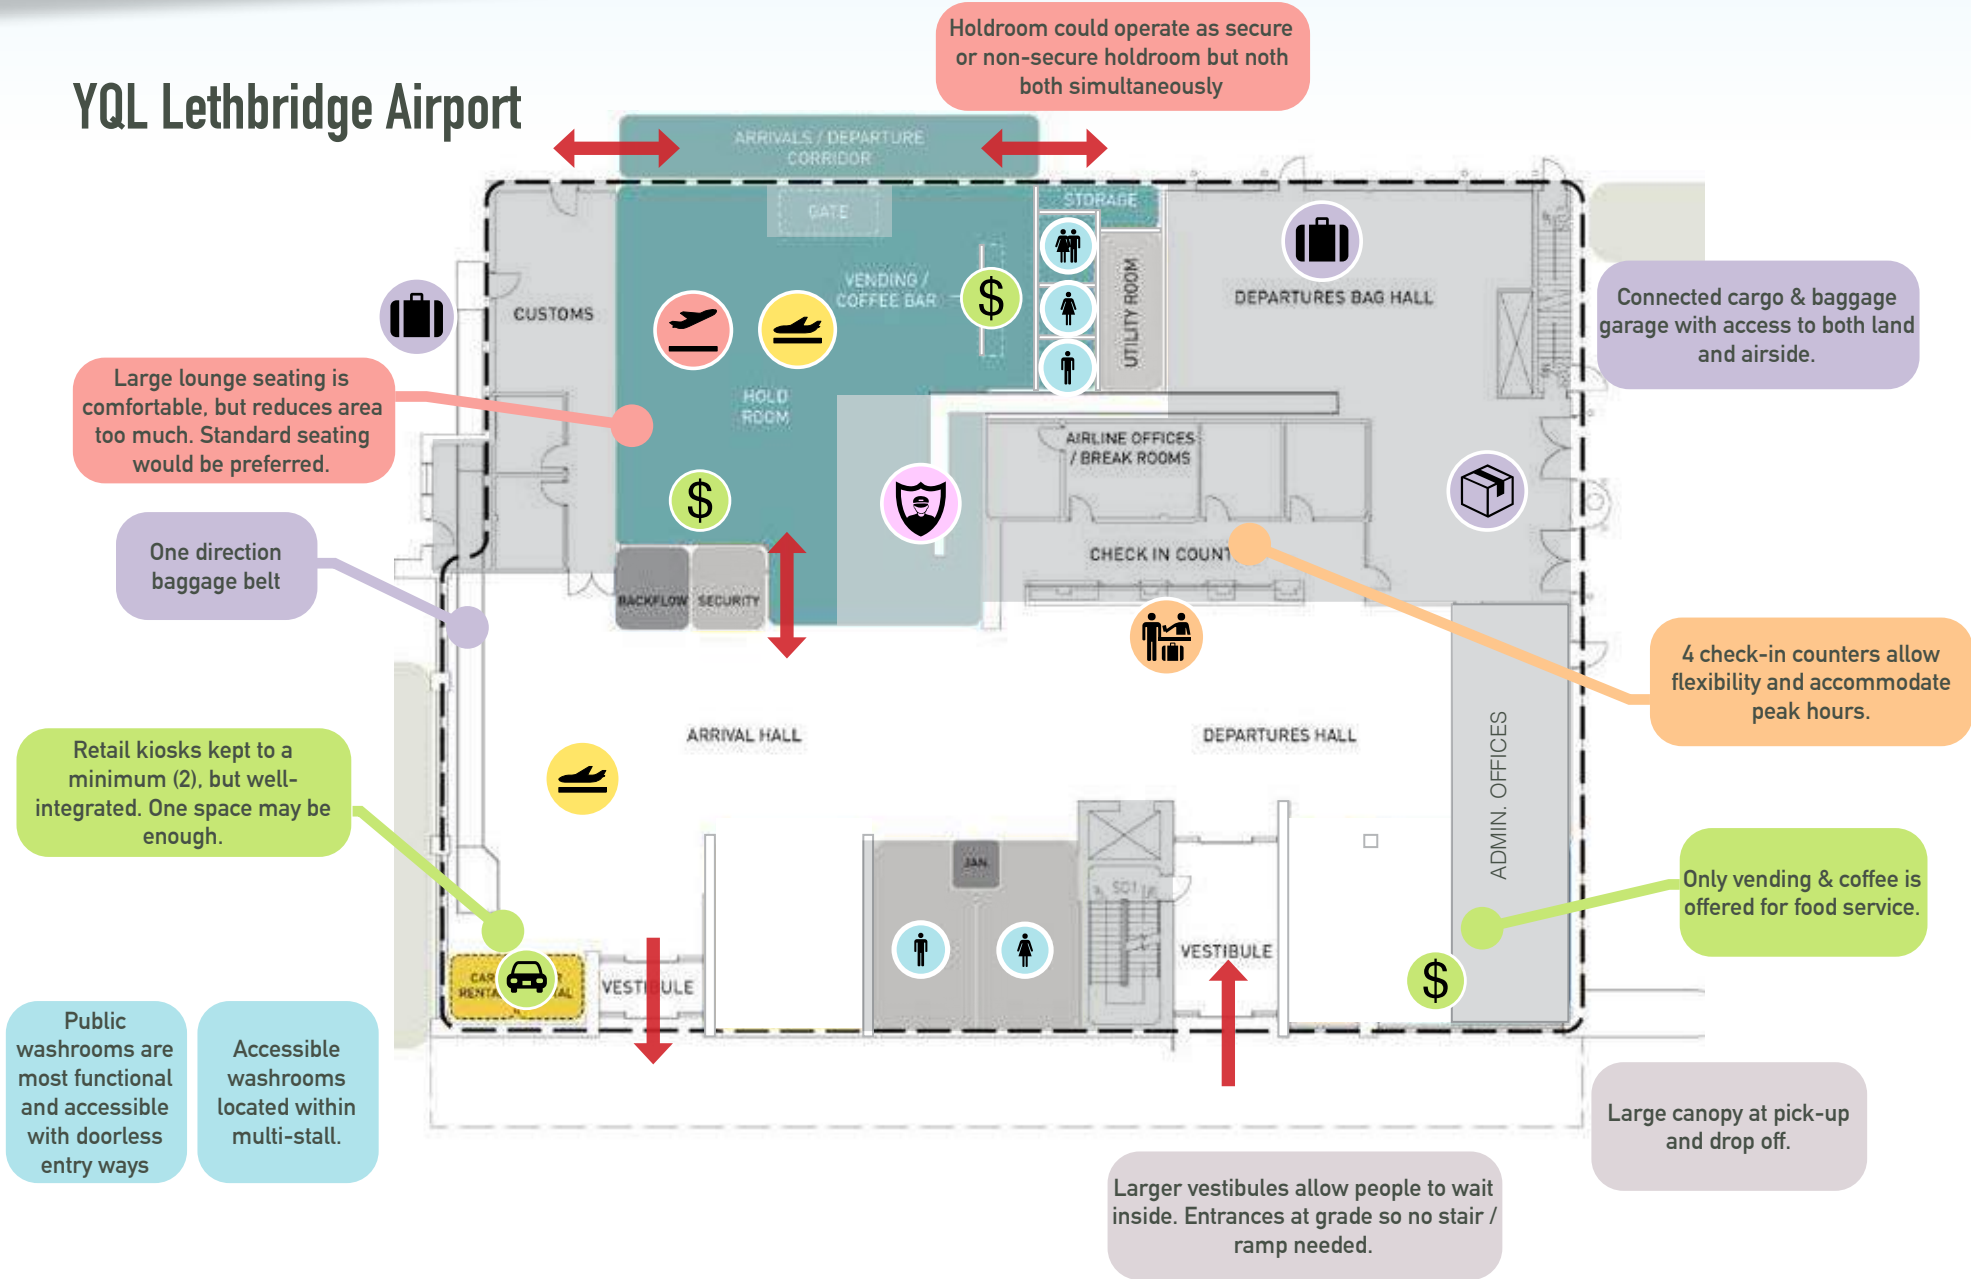 Holdroom could operate as secure
or non-secure holdroom but noth
both simultaneously
YQL Lethbridge Airport
ARRIVALS / DEPARTURE
CORRIDOR
GATE
STORAGE
VENDING /
COFFEE BAR
$
UTILITY ROOM
DEPARTURES BAG HALL
CUSTOMS
Connected cargo & baggage
garage with access to both land
and airside.
Large lounge seating is
comfortable, but reduces area
too much. Standard seating
would be preferred.
HOLD
ROOM
AIRLINE OFFICES
/ BREAK ROOMS
$
One direction
baggage belt
CHECK IN COUNT
BACKFLOW
SECURITY
4 check-in counters allow
flexibility and accommodate
peak hours.
ARRIVAL HALL
DEPARTURES HALL
ADMIN. OFFICES
Retail kiosks kept to a
minimum (2), but well-
integrated. One space may be
enough.
JAN.
Only vending & coffee is
offered for food service.
VESTIBULE
$
CAR
RENTA
VESTIBULE
Public
washrooms are
most functional
and accessible
with doorless
entry ways
Accessible
washrooms
located within
multi-stall.
Large canopy at pick-up
and drop off.
Larger vestibules allow people to wait
inside. Entrances at grade so no stair /
ramp needed.